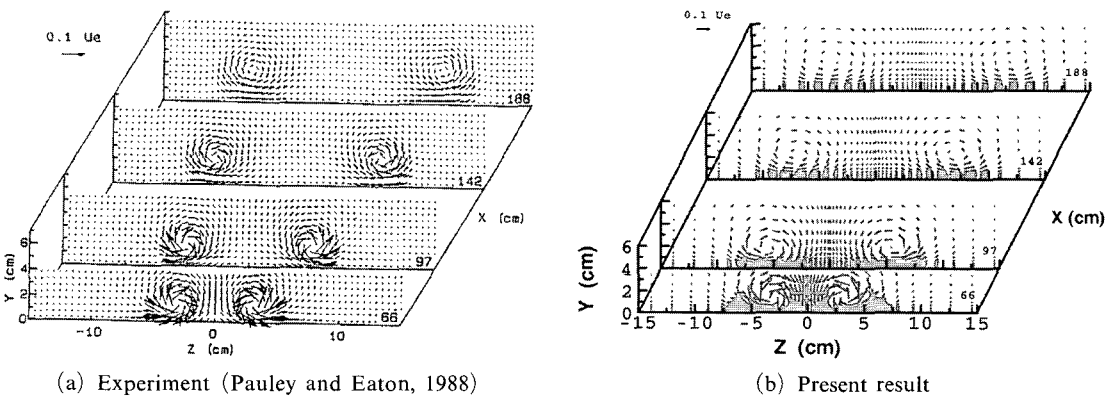 0.1 Ue
188
142
97
66
X (cm)
6
4
2
0
Y (cm)
-10
0
10
Z (cm)
(a) Experiment (Pauley and Eaton, 1988)
0.1 Ue
188
142
97
66
X (cm)
6
4
2
0
Y (cm)
-15 -10 -5 0 5 10 15
Z (cm)
(b) Present result